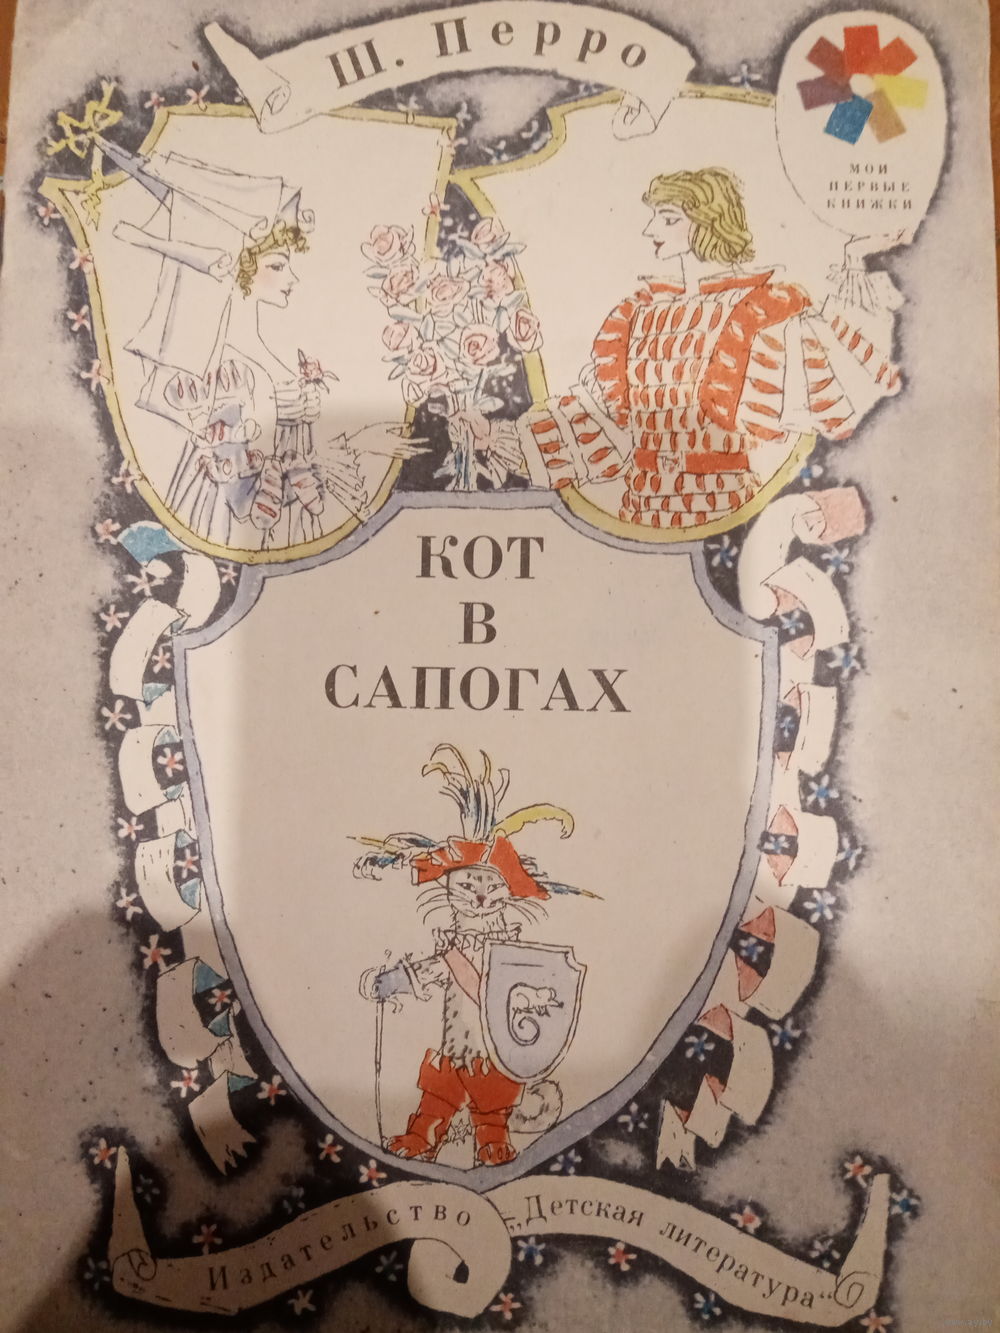 Ш. Перро
МОИ
ПЕРВЫЕ
КНИЖКИ
КОТ
В
САПОГАХ
Издательство „Детская литература“